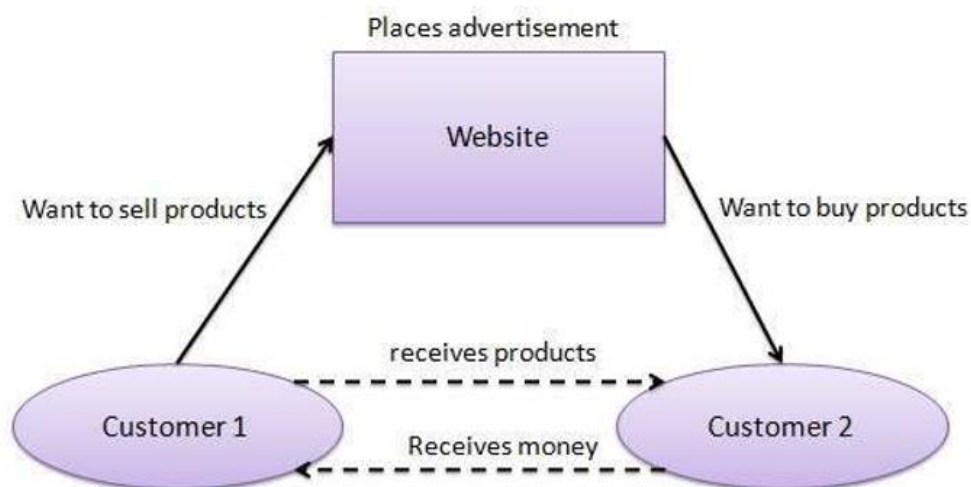 Places advertisement
Website
Want to sell products
Want to buy products
receives products
Customer 1
Customer 2
Receives money